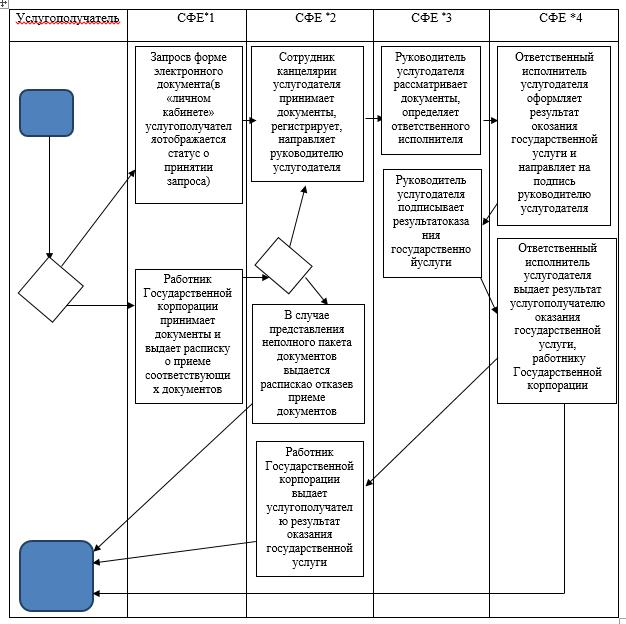 Услугополучатель
СФЕ*1
СФЕ *2
СФЕ *3
СФЕ *4
Запросв форме
электронного
документа(в
«личном
кабинете»
услугополучател
яотображается
статус о
принятии
запроса)
Сотрудник
канцелярии
услугодателя
принимает
документы,
регистрирует,
направляет
руководителю
услугодателя
Руководитель
услугодателя
рассматривает
документы,
определяет
ответственного
исполнителя
Ответственный
исполнитель
услугодателя
оформляет
результат
оказания
государственной
услуги и
направляет на
подпись
руководителю
услугодателя
Руководитель
услугодателя
подписывает
результатоказа
ния
государственно
йуслуги
Ответственный
исполнитель
услугодателя
выдает результат
услугополучателю
оказания
государственной
услуги,
работнику
Государственной
корпорации
Работник
Государственной
корпорации
принимает
документы и
выдает расписку
о приеме
соответствующи
х документов
В случае
представления
неполного пакета
документов
выдается
распискао отказев
приеме
документов
Работник
Государственной
корпорации
выдает
услугополучател
ю результат
оказания
государственной
услуги